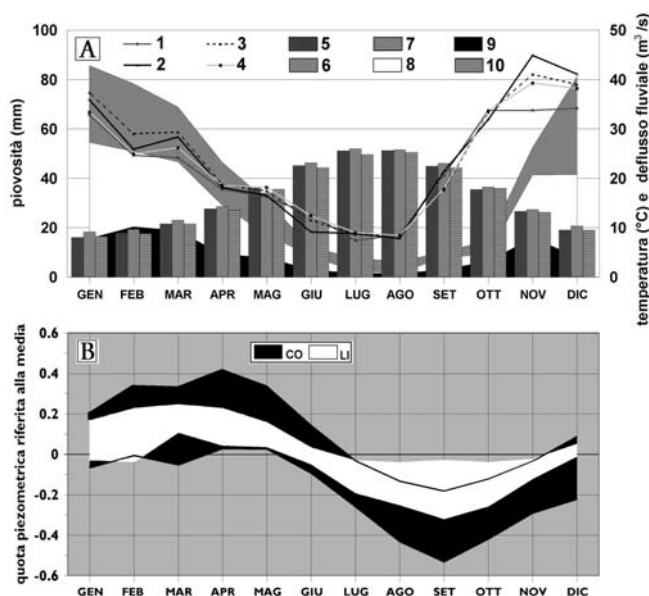 A
1 3 5 7 9
2 4 6 8 10
piovosità (mm)
100
80
60
40
20
0
temperatura (°C) e deflusso fluviale (m³/s)
50
40
30
20
10
0
GEN FEB MAR APR MAG GIU LUG AGO SET OTT NOV DIC
B
CO LI
quota piezometrica riferita alla media
0.6
0.4
0.2
0
-0.2
-0.4
-0.6
GEN FEB MAR APR MAG GIU LUG AGO SET OTT NOV DIC